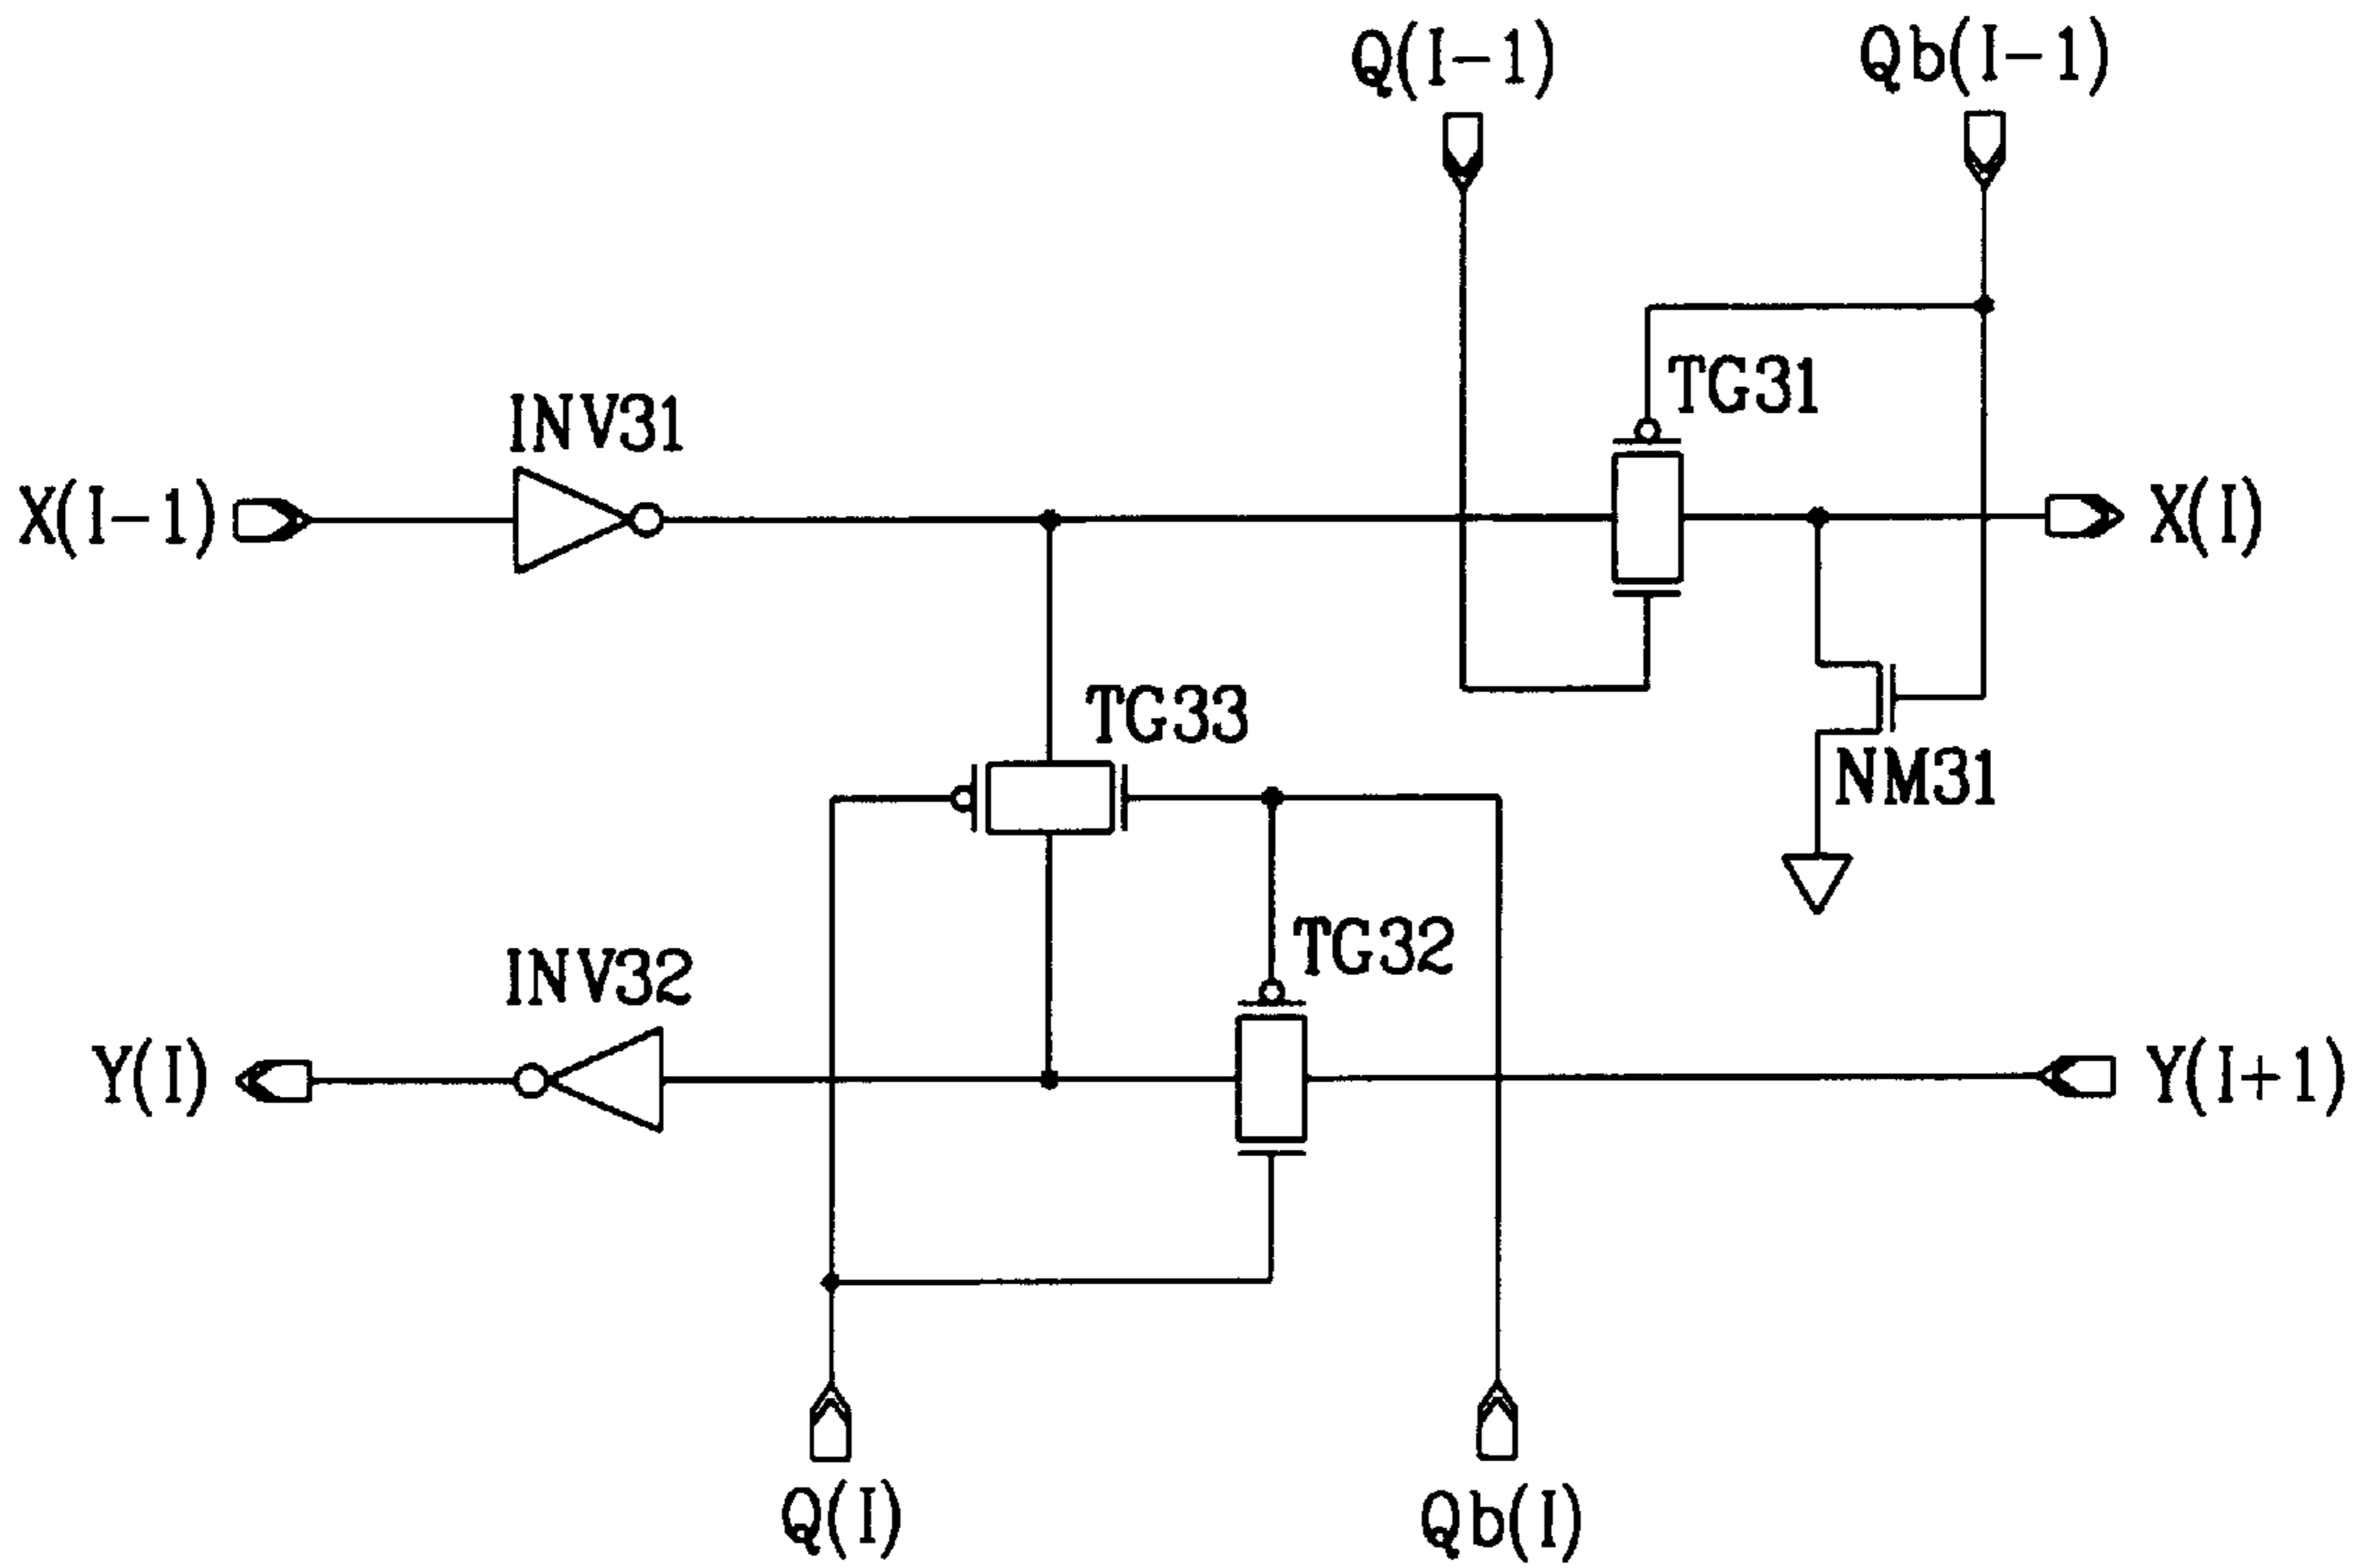 Q(I-1)
Qb(I-1)
TG31
INV31
X(I-1)
X(I)
TG33
NM31
TG32
INV32
Y(I)
Y(I+1)
Q(I)
Qb(I)